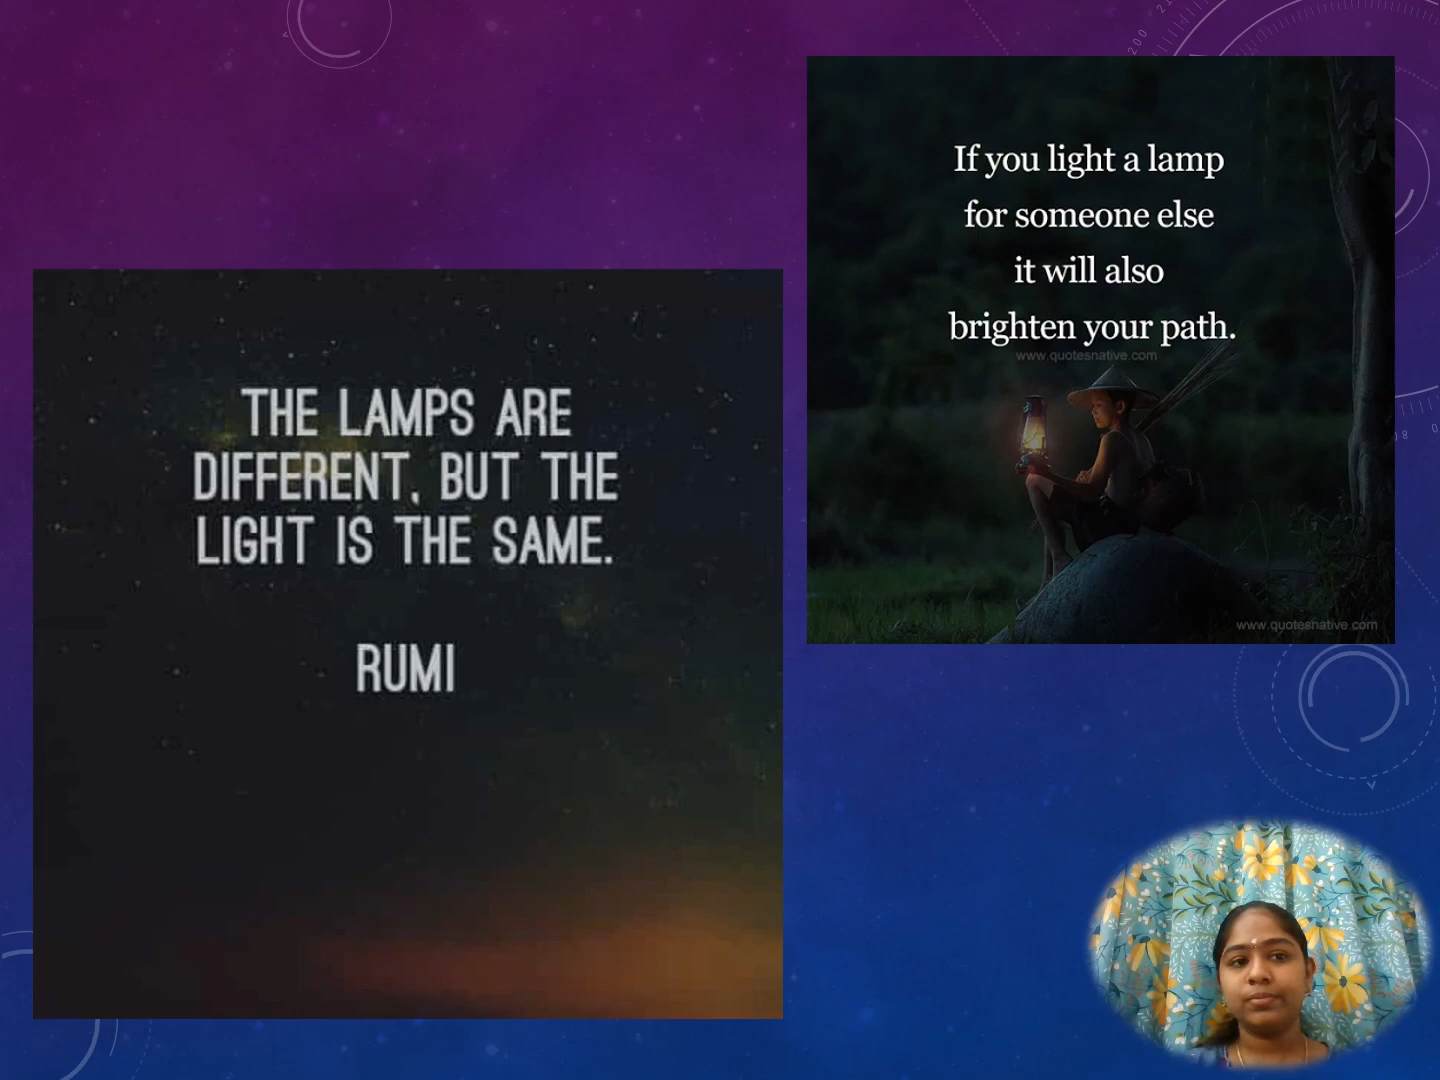 THE LAMPS ARE
DIFFERENT, BUT THE
LIGHT IS THE SAME.
RUMI
If you light a lamp
for someone else
it will also
brighten your path.
www.quotesnative.com
www.quotesnative.com
200